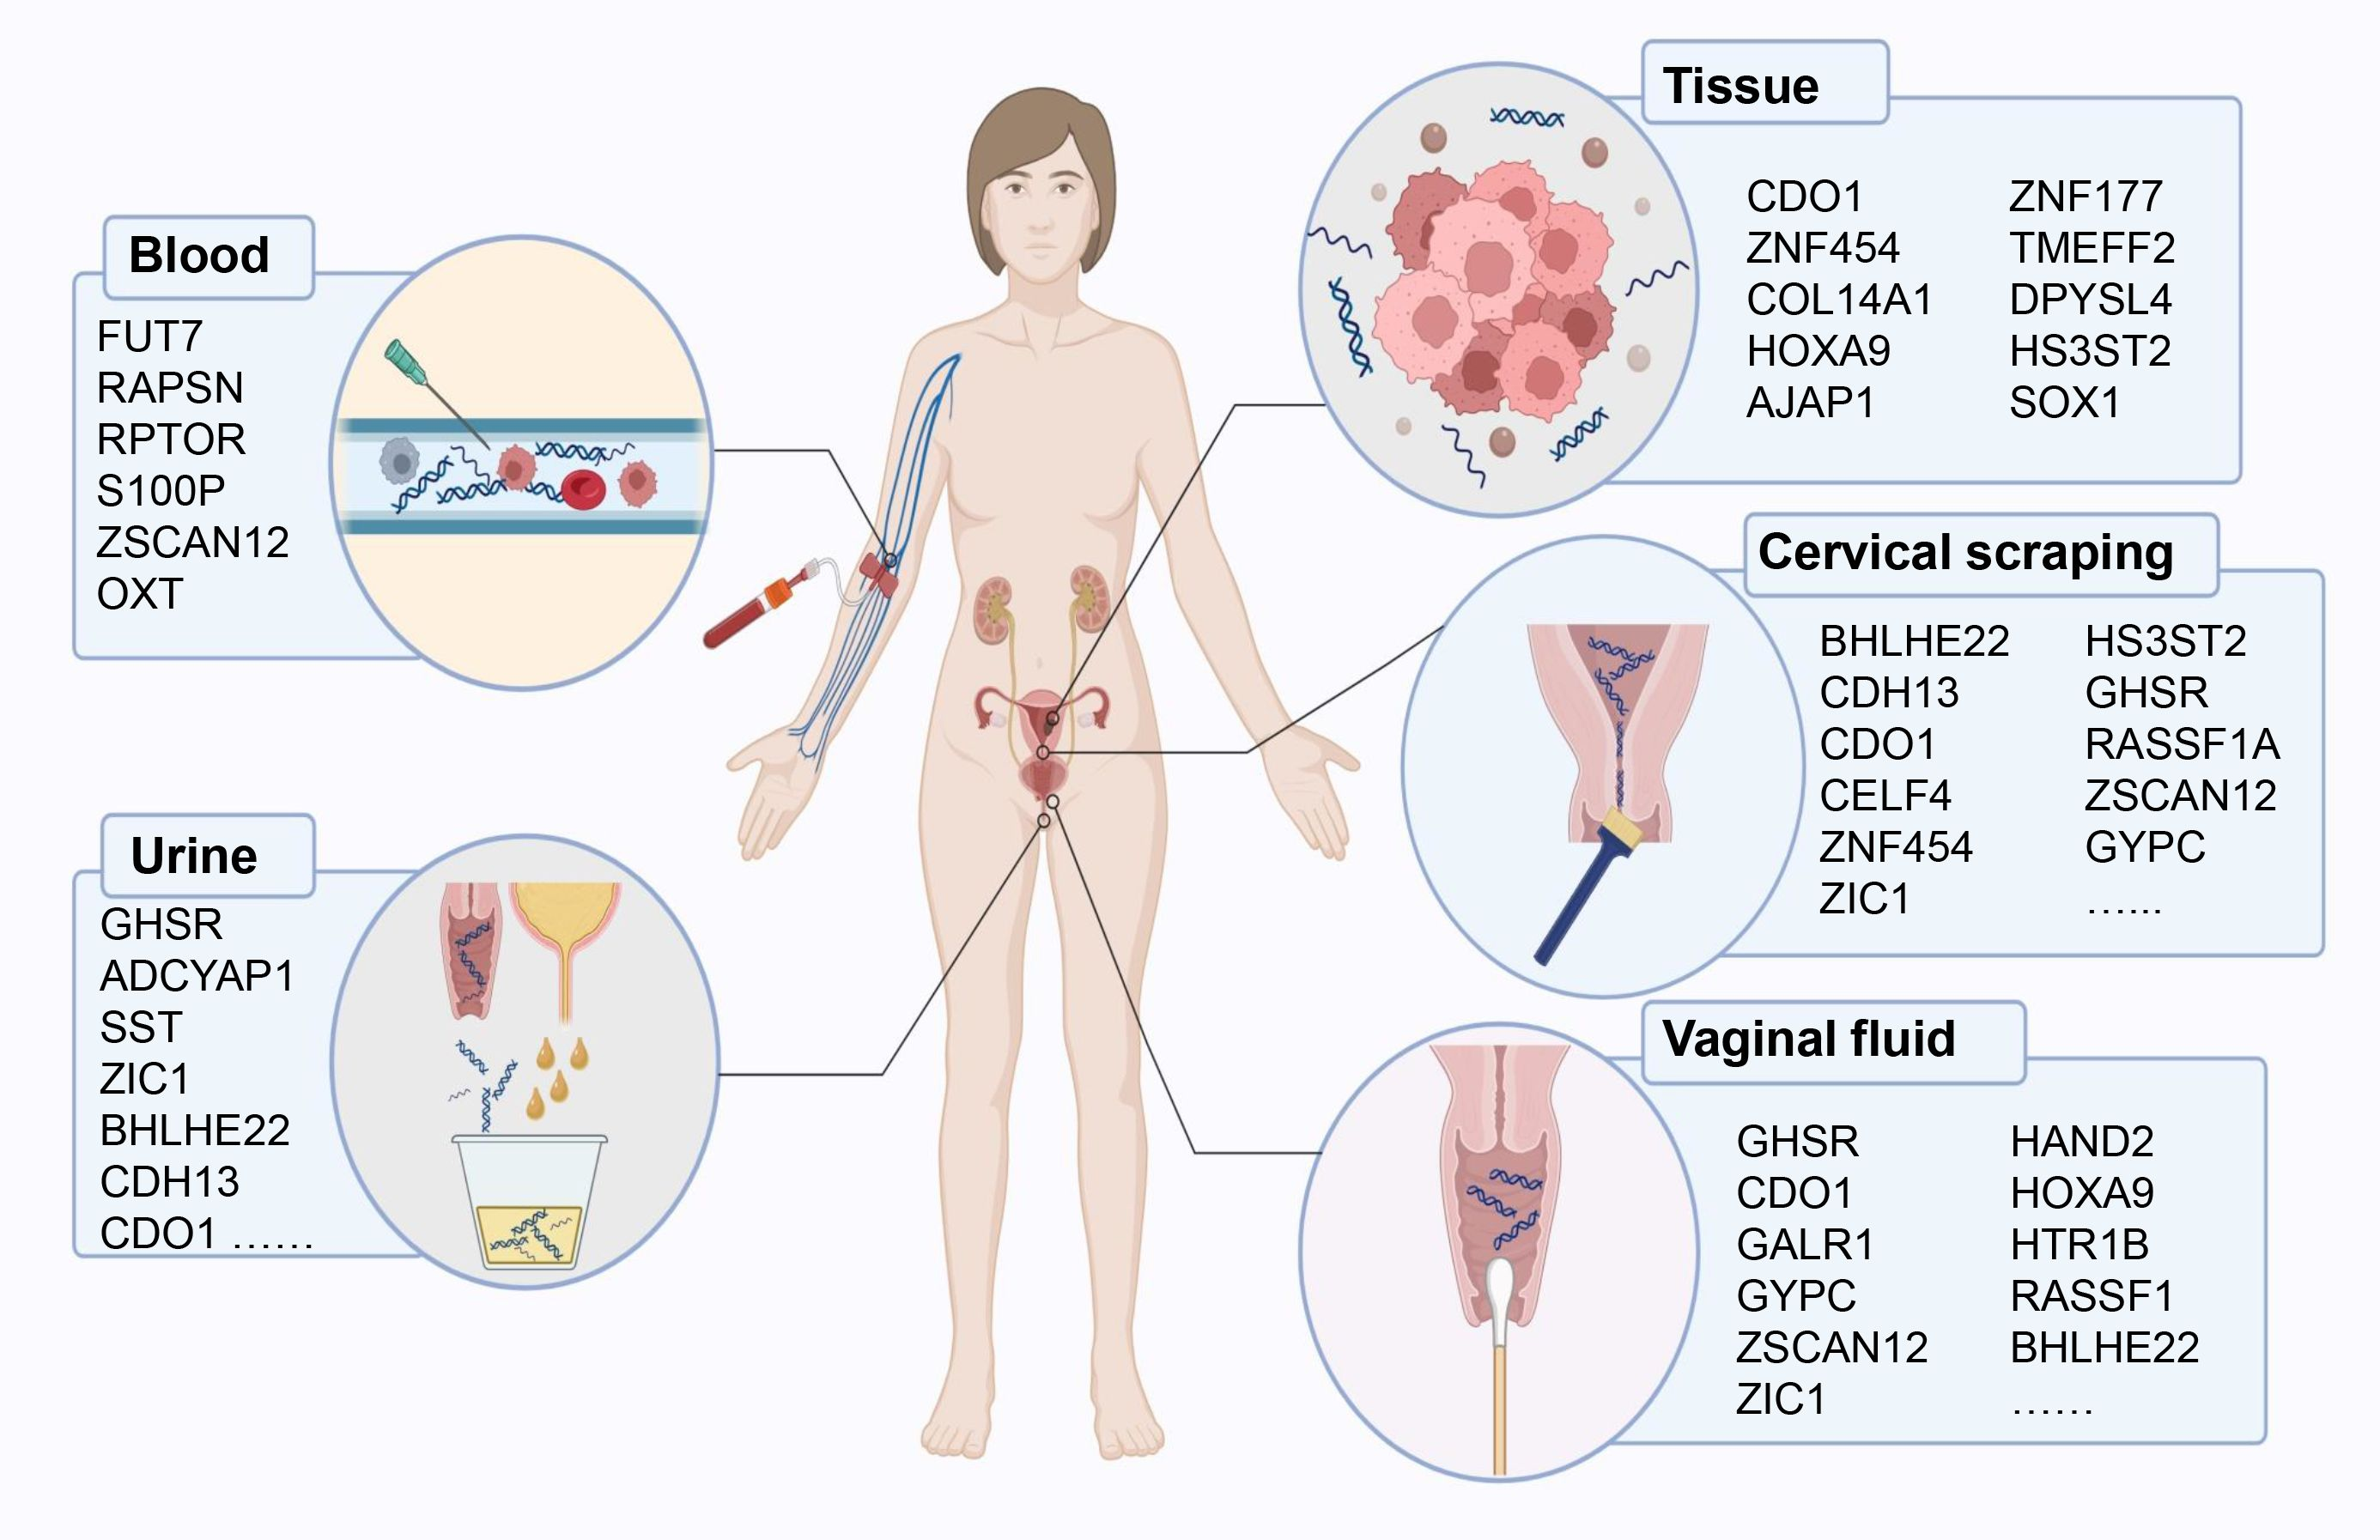 Blood
FUT7
RAPSN
RPTOR
S100P
ZSCAN12
OXT
Urine
GHSR
ADCYAP1
SST
ZIC1
BHLHE22
CDH13
CDO1 ......
Tissue
CDO1
ZNF454
COL14A1
HOXA9
AJAP1
ZNF177
TMEFF2
DPYSL4
HS3ST2
SOX1
Cervical scraping
BHLHE22
CDH13
CDO1
CELF4
ZNF454
ZIC1
HS3ST2
GHSR
RASSF1A
ZSCAN12
GYPC
......
Vaginal fluid
GHSR
CDO1
GALR1
GYPC
ZSCAN12
ZIC1
HAND2
HOXA9
HTR1B
RASSF1
BHLHE22
......